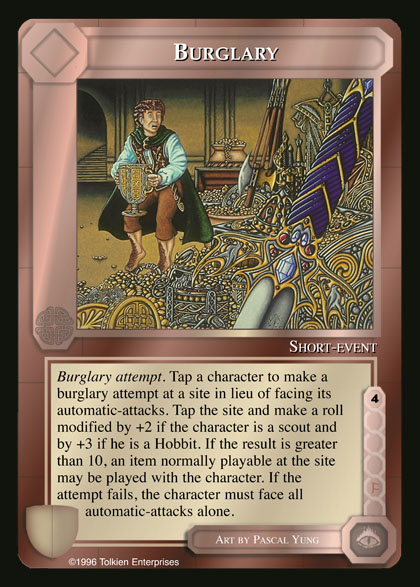 BURGLARY
SHORT-EVENT
Burglary attempt. Tap a character to make a
burglary attempt at a site in lieu of facing its
automatic-attacks. Tap the site and make a roll
modified by +2 if the character is a scout and
by +3 if he is a Hobbit. If the result is greater
than 10, an item normally playable at the site
may be played with the character. If the
attempt fails, the character must face all
automatic-attacks alone.
4
F
ART BY PASCAL YUNG
©1996 Tolkien Enterprises